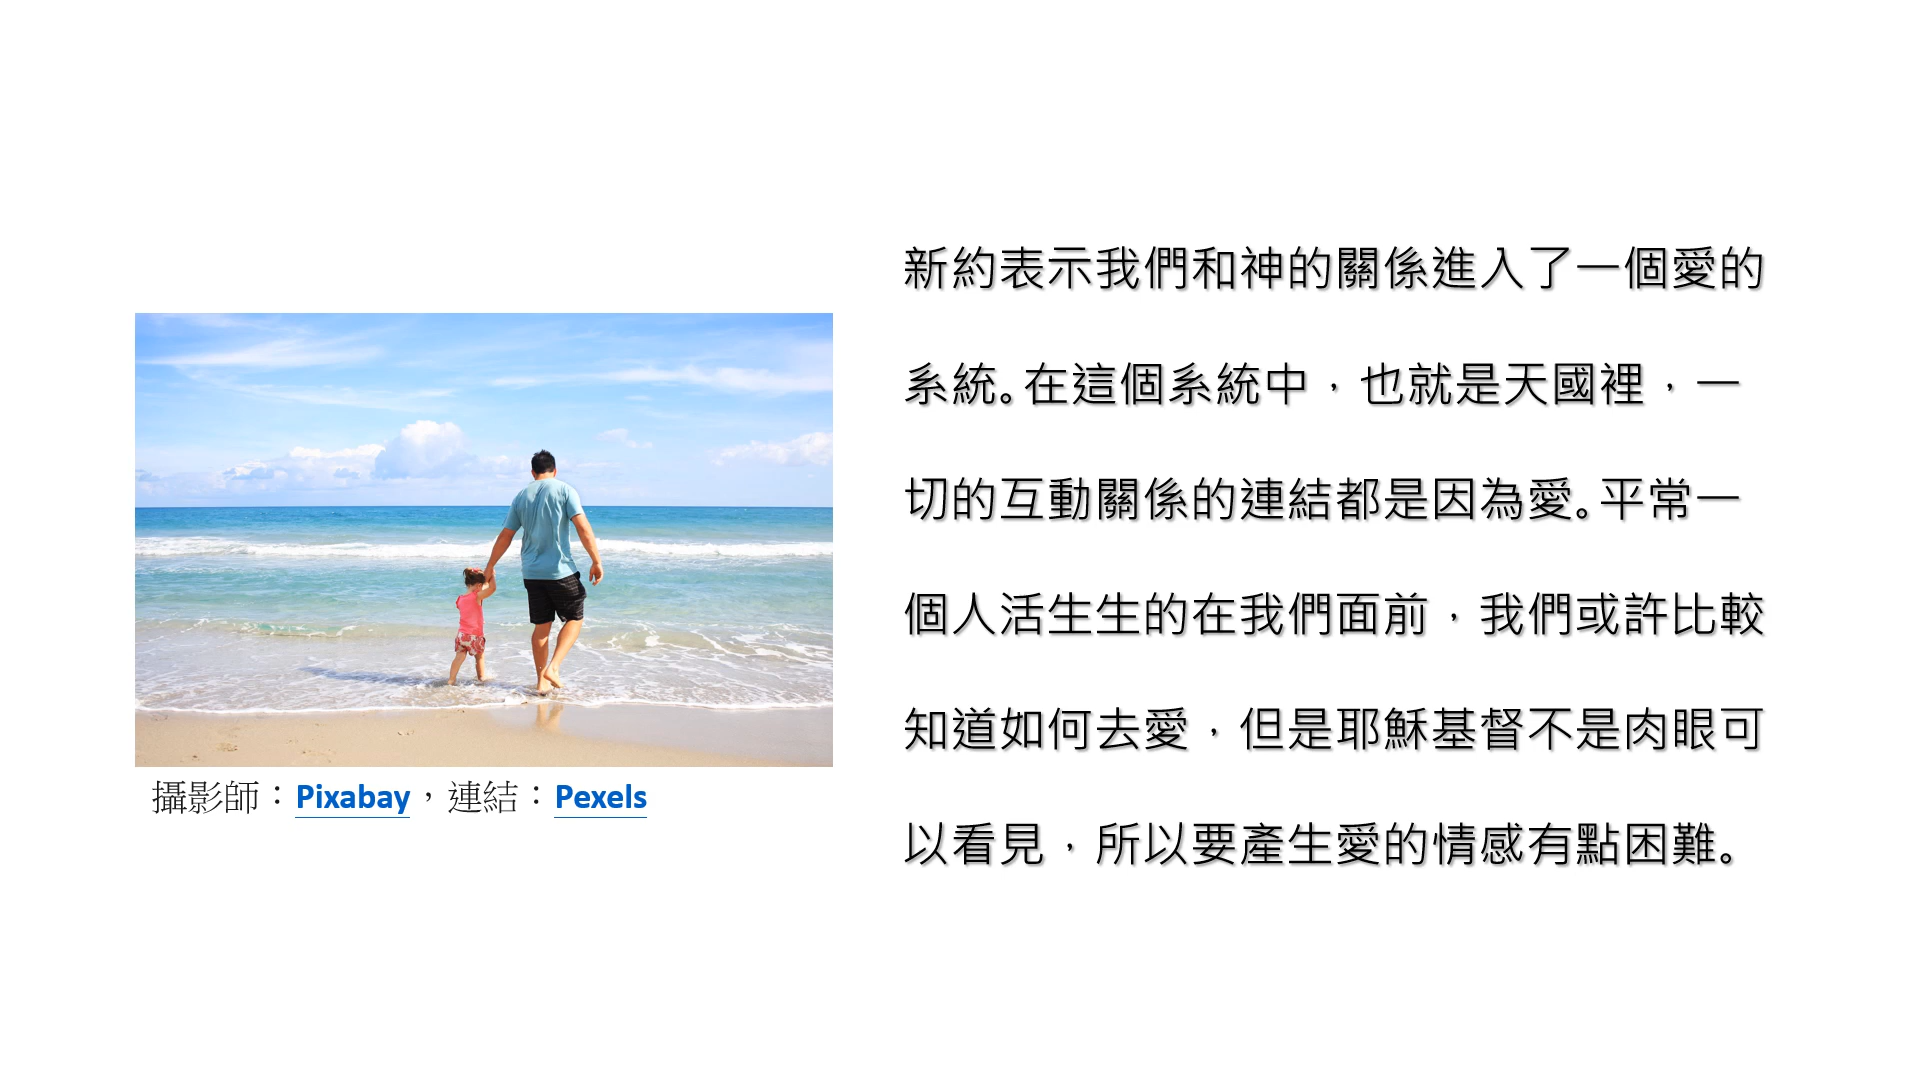 新約表示我們和神的關係進入了一個愛的
系統。在這個系統中，也就是天國裡，一
切的互動關係的連結都是因為愛。平常一
個人活生生的在我們面前，我們或許比較
知道如何去愛，但是耶穌基督不是肉眼可
以看見，所以要產生愛的情感有點困難。
攝影師：Pixabay，連結：Pexels